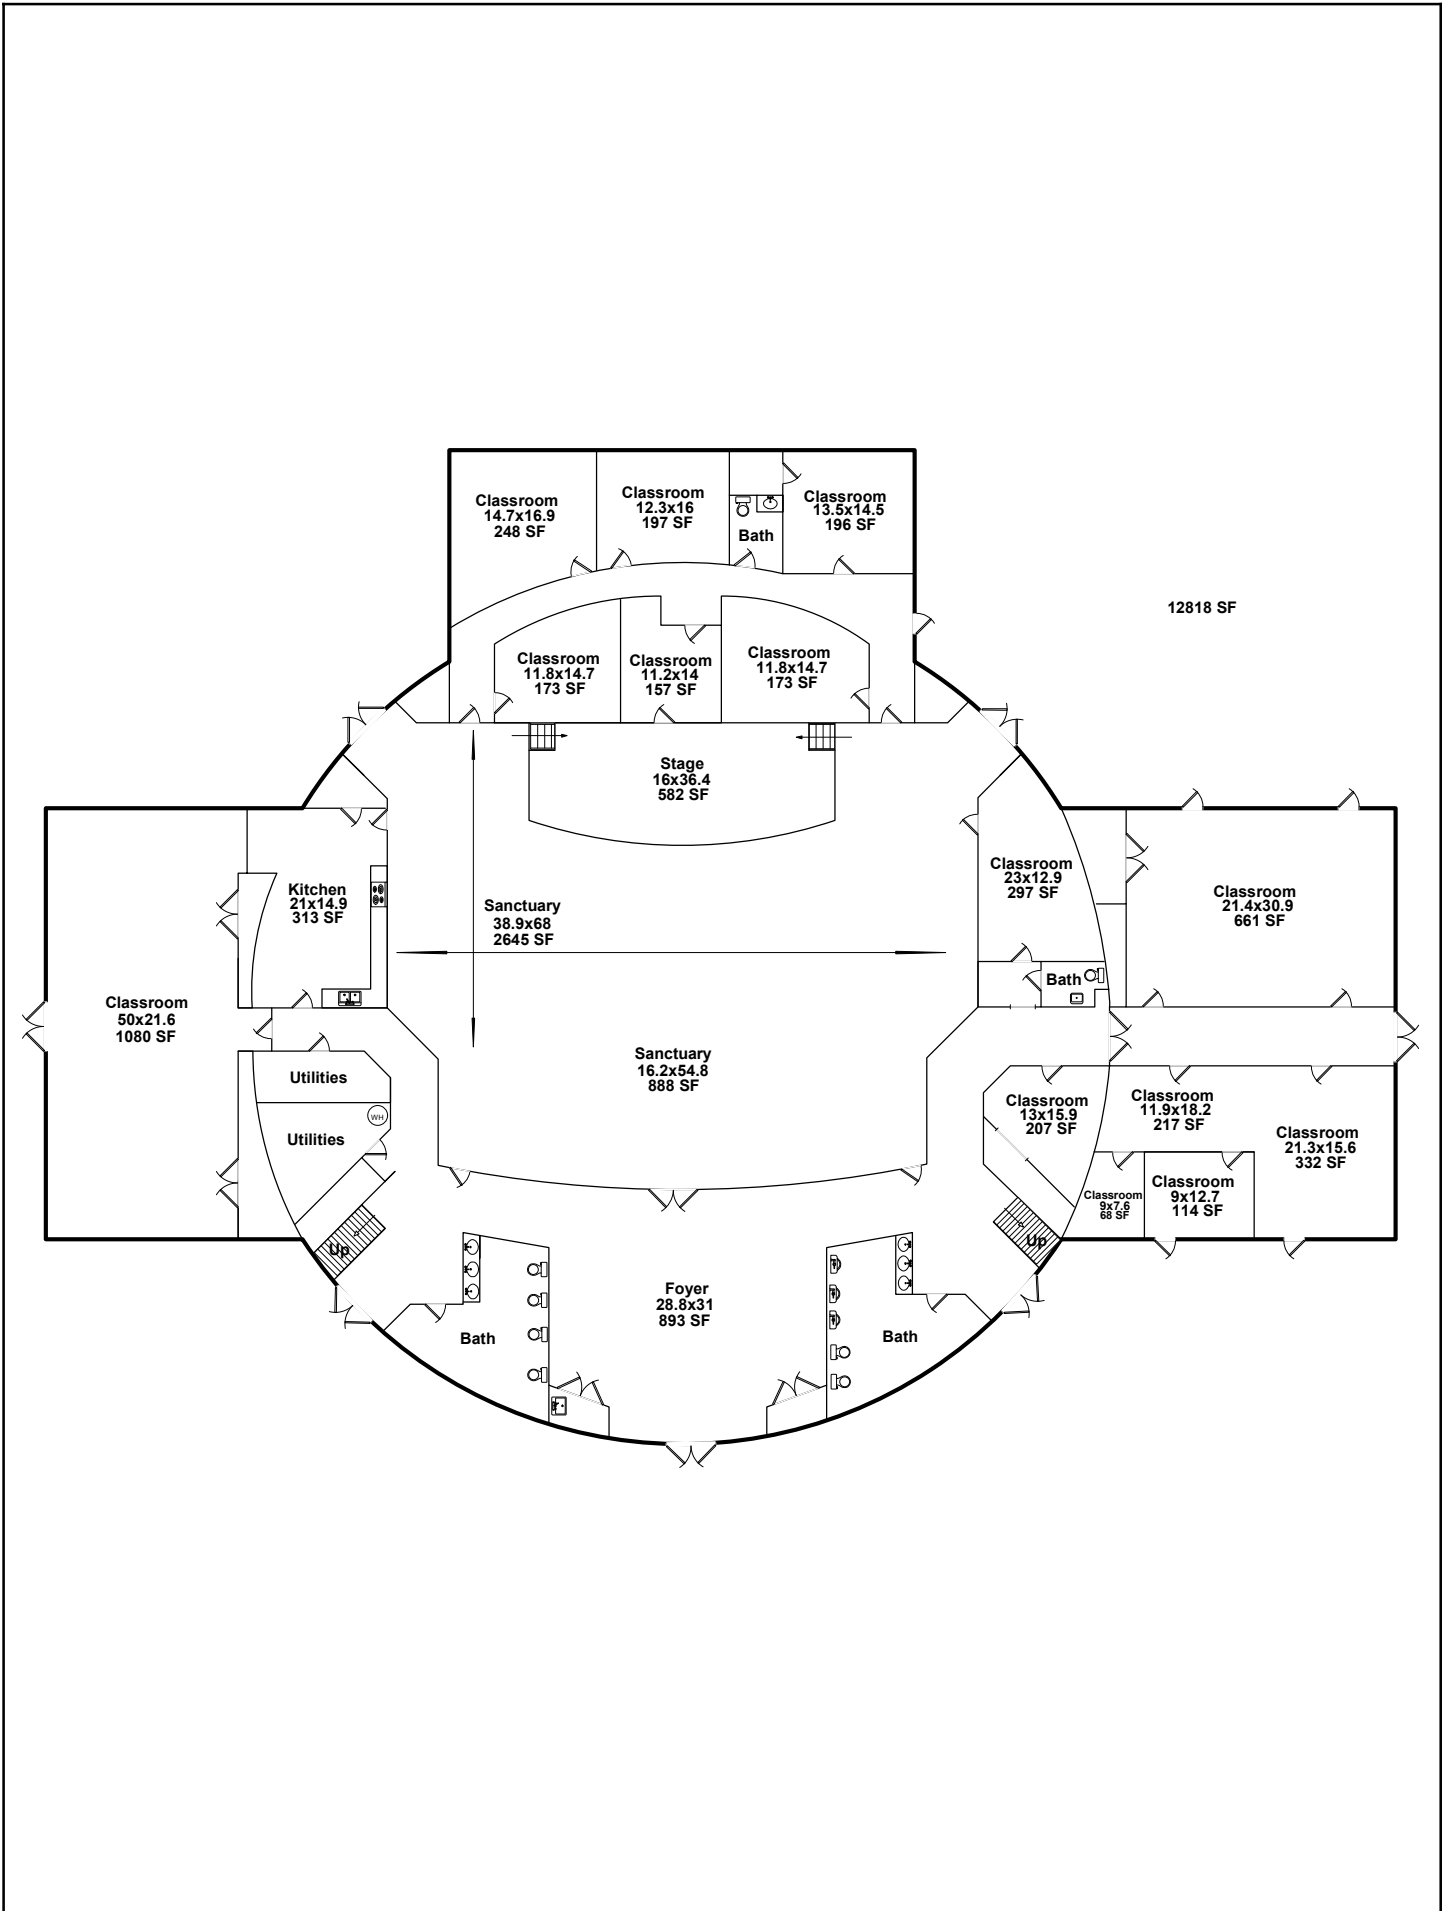 Classroom
14.7x16.9
248 SF
Classroom
12.3x16
197 SF
Bath
Classroom
13.5x14.5
196 SF
12818 SF
Classroom
11.8x14.7
173 SF
Classroom
11.2x14
157 SF
Classroom
11.8x14.7
173 SF
Stage
16x36.4
582 SF
Kitchen
21x14.9
313 SF
Sanctuary
38.9x68
2645 SF
Classroom
23x12.9
297 SF
Classroom
21.4x30.9
661 SF
Bath
Classroom
50x21.6
1080 SF
Sanctuary
16.2x54.8
888 SF
Utilities
WH
Utilities
Classroom
13x15.9
207 SF
Classroom
11.9x18.2
217 SF
Classroom
21.3x15.6
332 SF
Classroom
9x7.6
68 SF
Classroom
9x12.7
114 SF
Up
Up
Foyer
28.8x31
893 SF
Bath
Bath